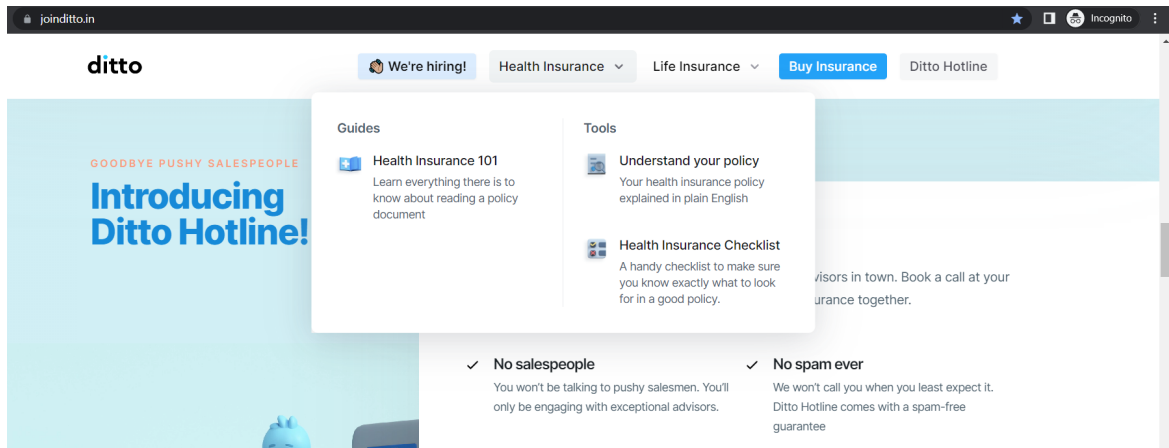 joinditto.in
Incognito
ditto
We're hiring!
Health Insurance
Life Insurance
Buy Insurance
Ditto Hotline
Guides
Health Insurance 101
Learn everything there is to
know about reading a policy
document
Tools
Understand your policy
Your health insurance policy
explained in plain English
Health Insurance Checklist
A handy checklist to make sure
you know exactly what to look
for in a good policy.
GOODBYE PUSHY SALESPEOPLE
Introducing
Ditto Hotline!
in town. Book a call at your
together.
No salespeople
You won't be talking to pushy salesmen. You'll
only be engaging with exceptional advisors.
No spam ever
We won't call you when you least expect it.
Ditto Hotline comes with a spam-free
guarantee